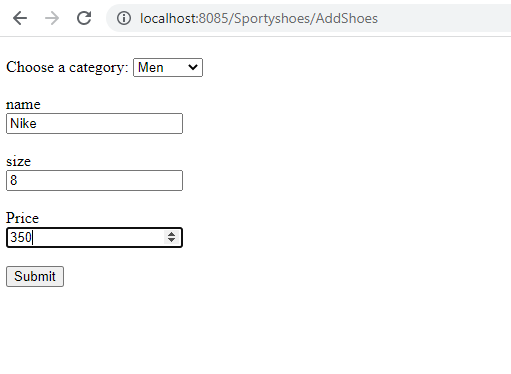 localhost:8085/Sportyshoes/AddShoes
Choose a category: Men
name
Nike
size
8
Price
350
Submit